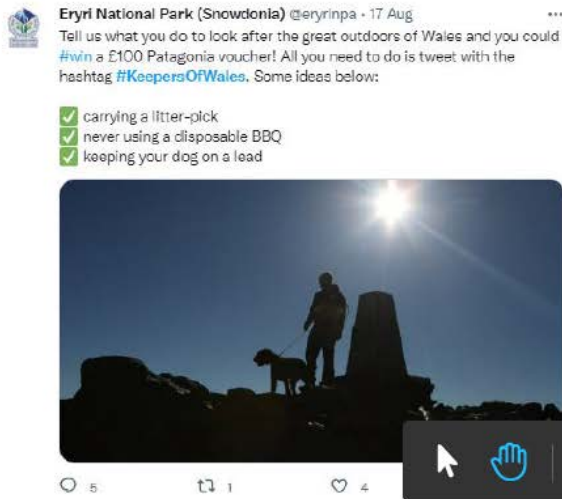 Eryri National Park (Snowdonia) @eryrinpa · 17 Aug
Tell us what you do to look after the great outdoors of Wales and you could
#win a £100 Patagonia voucher! All you need to do is tweet with the
hashtag #KeepersOfWales. Some ideas below:
✅ carrying a litter-pick
✅ never using a disposable BBQ
✅ keeping your dog on a lead
5 1 4